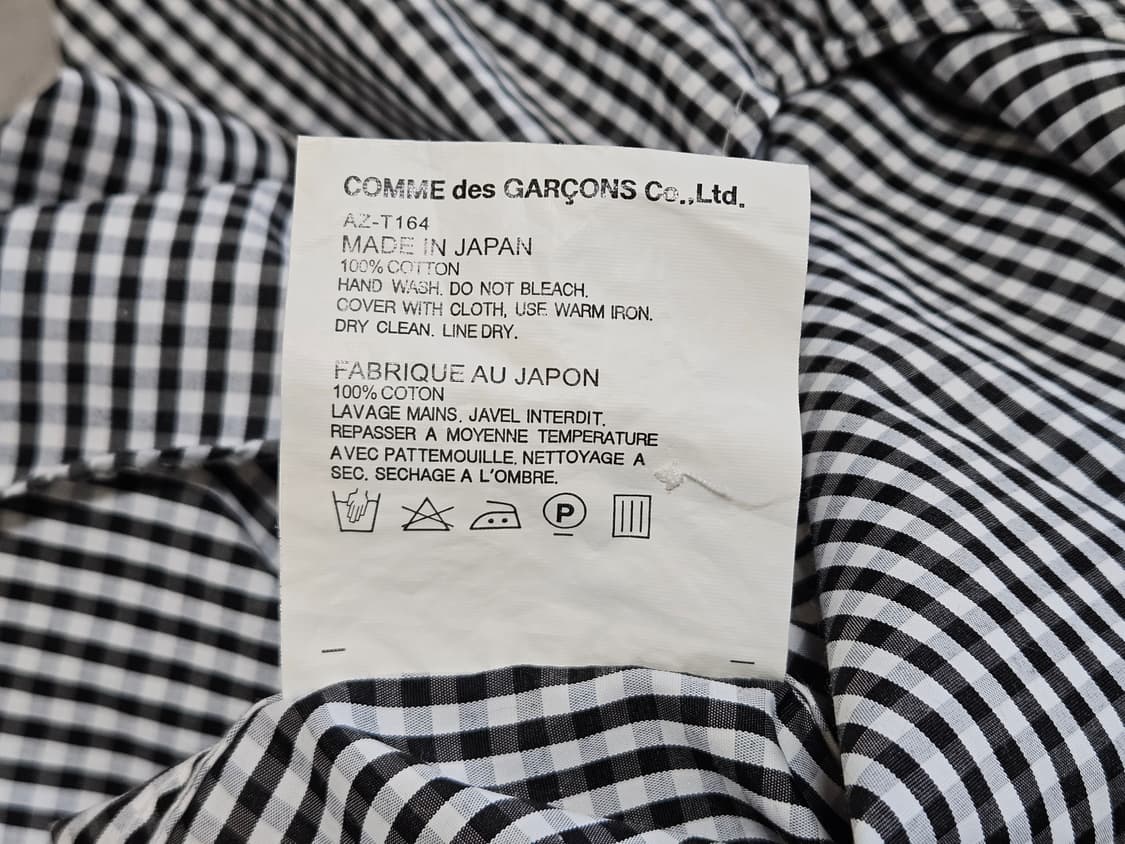 COMME des GARÇONS Co.,Ltd.
AZ-T164
MADE IN JAPAN
100% COTTON
HAND WASH. DO NOT BLEACH.
COVER WITH CLOTH, USE WARM IRON.
DRY CLEAN. LINE DRY.
FABRIQUE AU JAPON
100% COTON
LAVAGE MAINS, JAVEL INTERDIT.
REPASSER A MOYENNE TEMPERATURE
AVEC PATTEMOUILLE, NETTOYAGE A
SEC. SECHAGE A L'OMBRE.
P